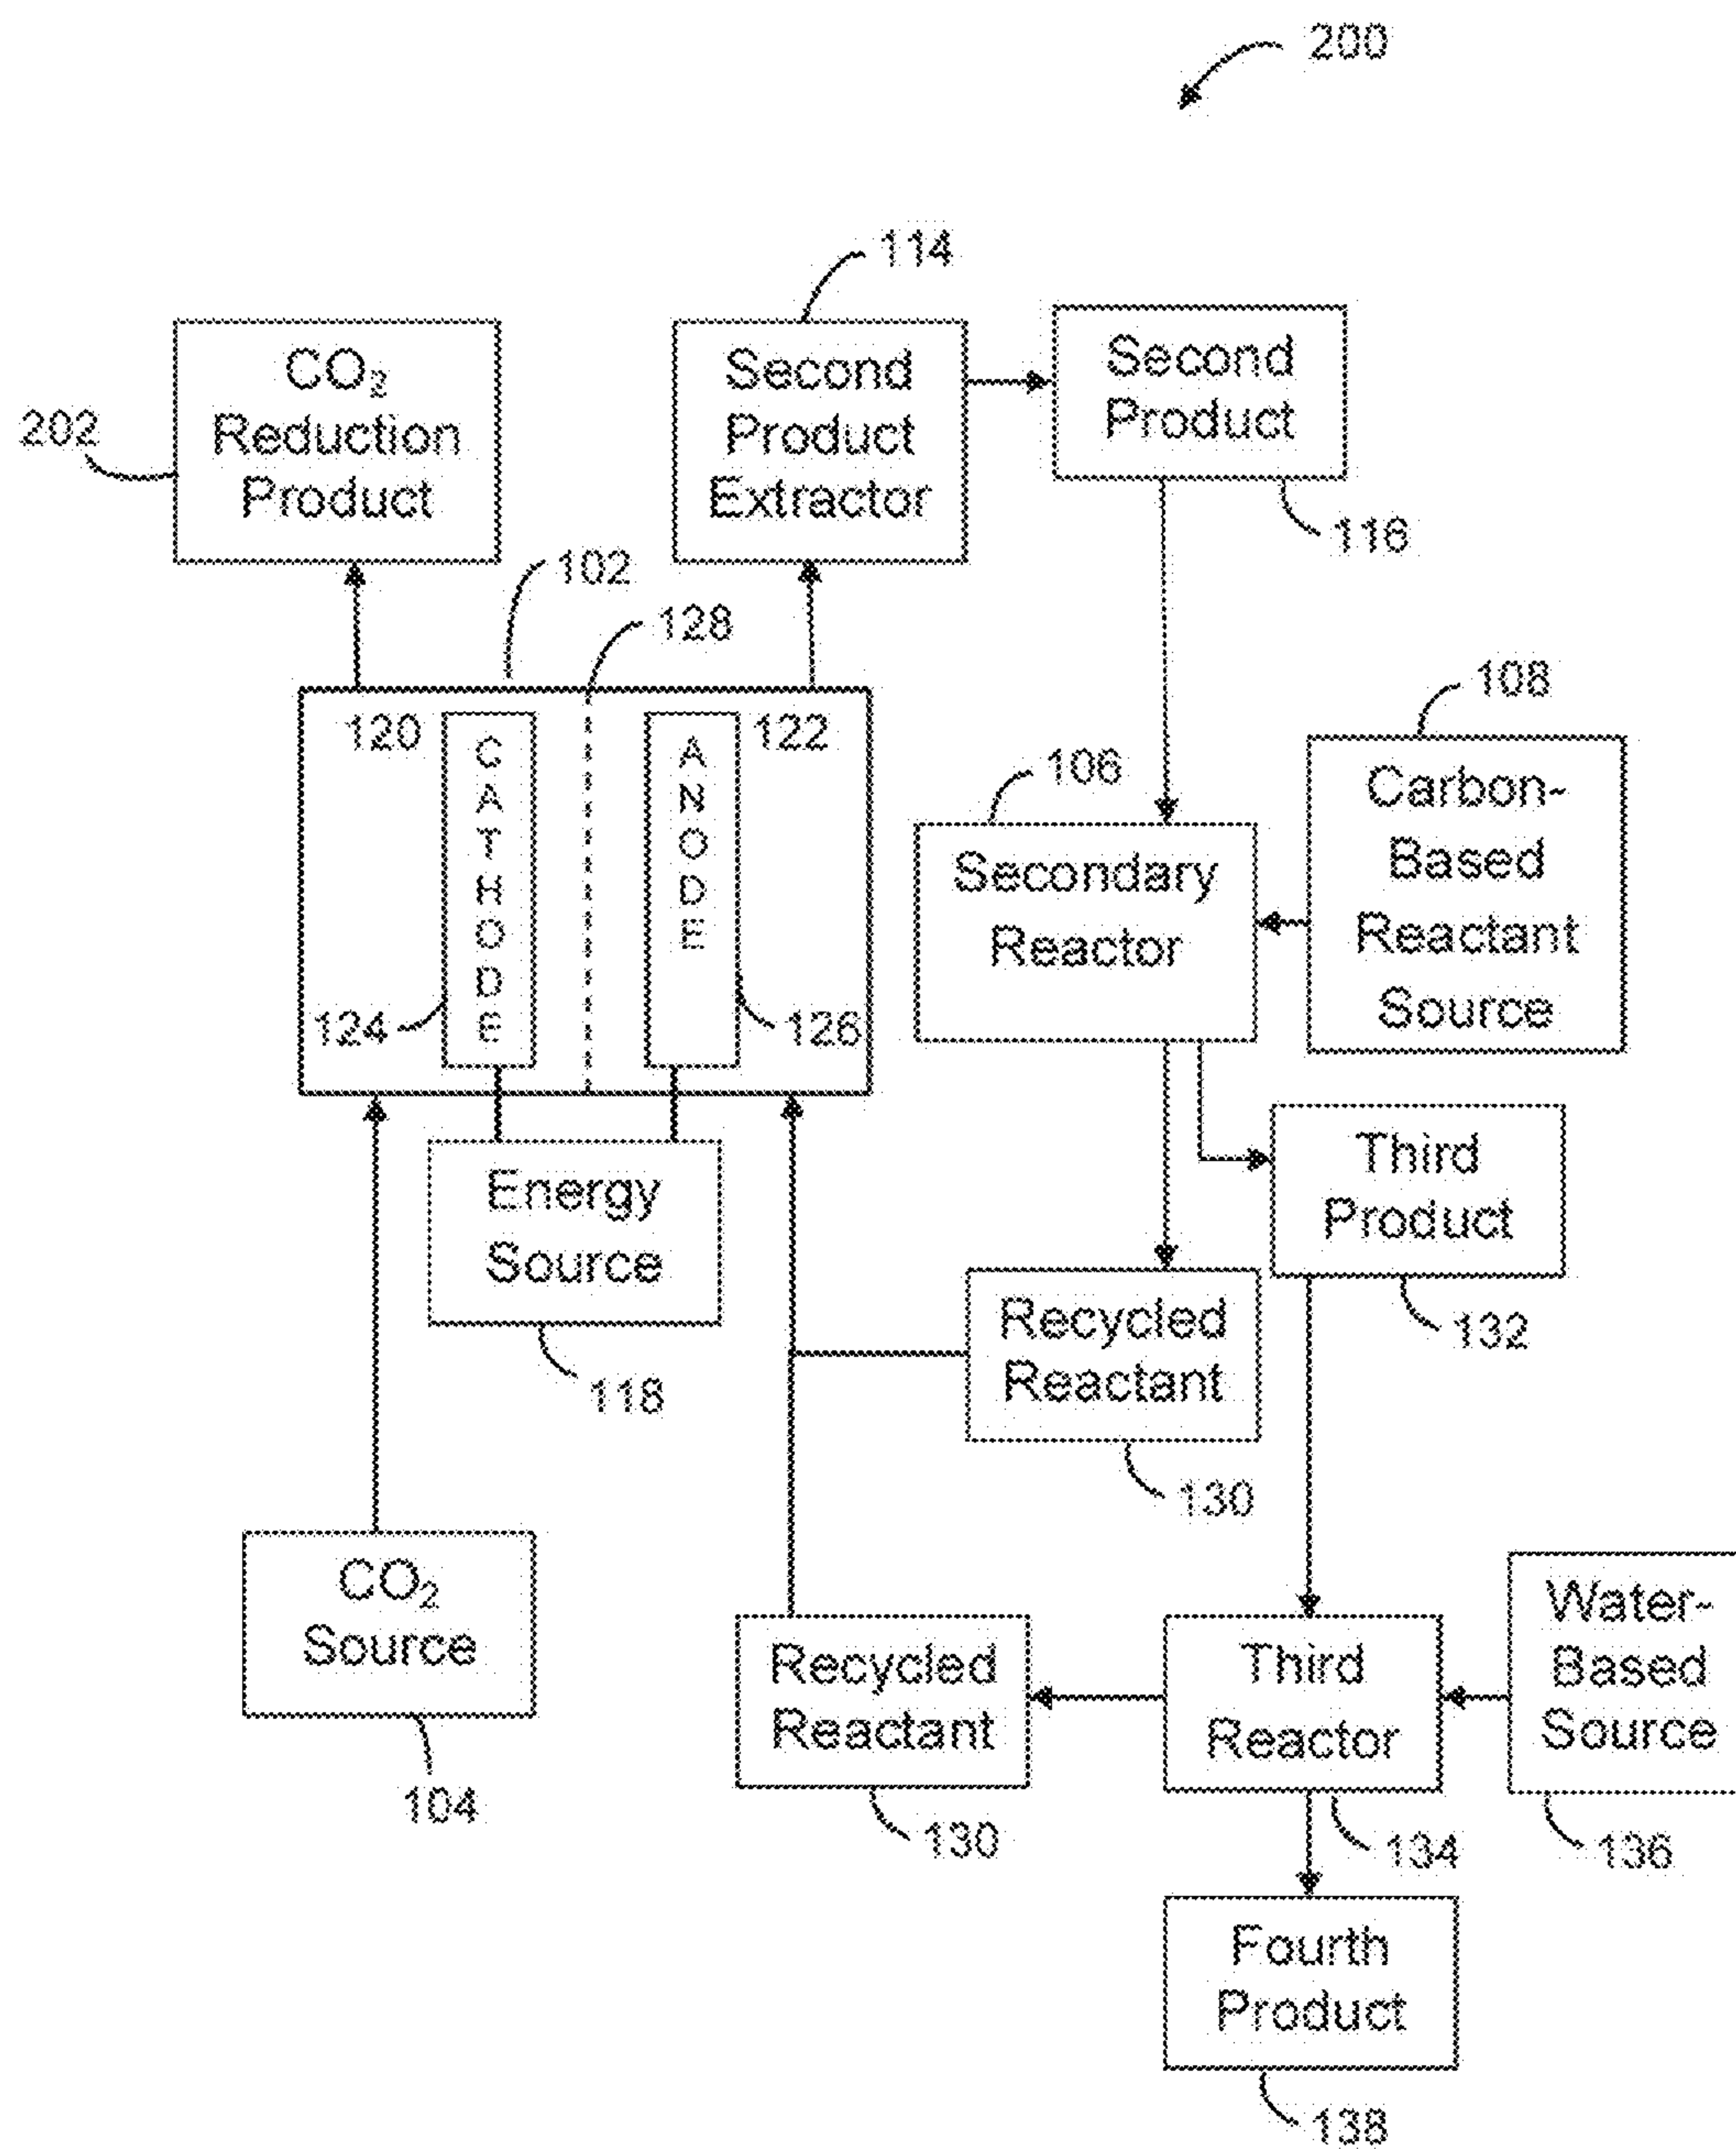 200
114
CO₂
Reduction
Product
202
Second
Product
Extractor
Second
Product
116
102
128
108
120
CATHODE
ANODE
122
124
126
106
Secondary
Reactor
Carbon-
Based
Reactant
Source
Energy
Source
118
Third
Product
132
Recycled
Reactant
130
CO₂
Source
104
Recycled
Reactant
130
Third
Reactor
134
Water-
Based
Source
136
Fourth
Product
138